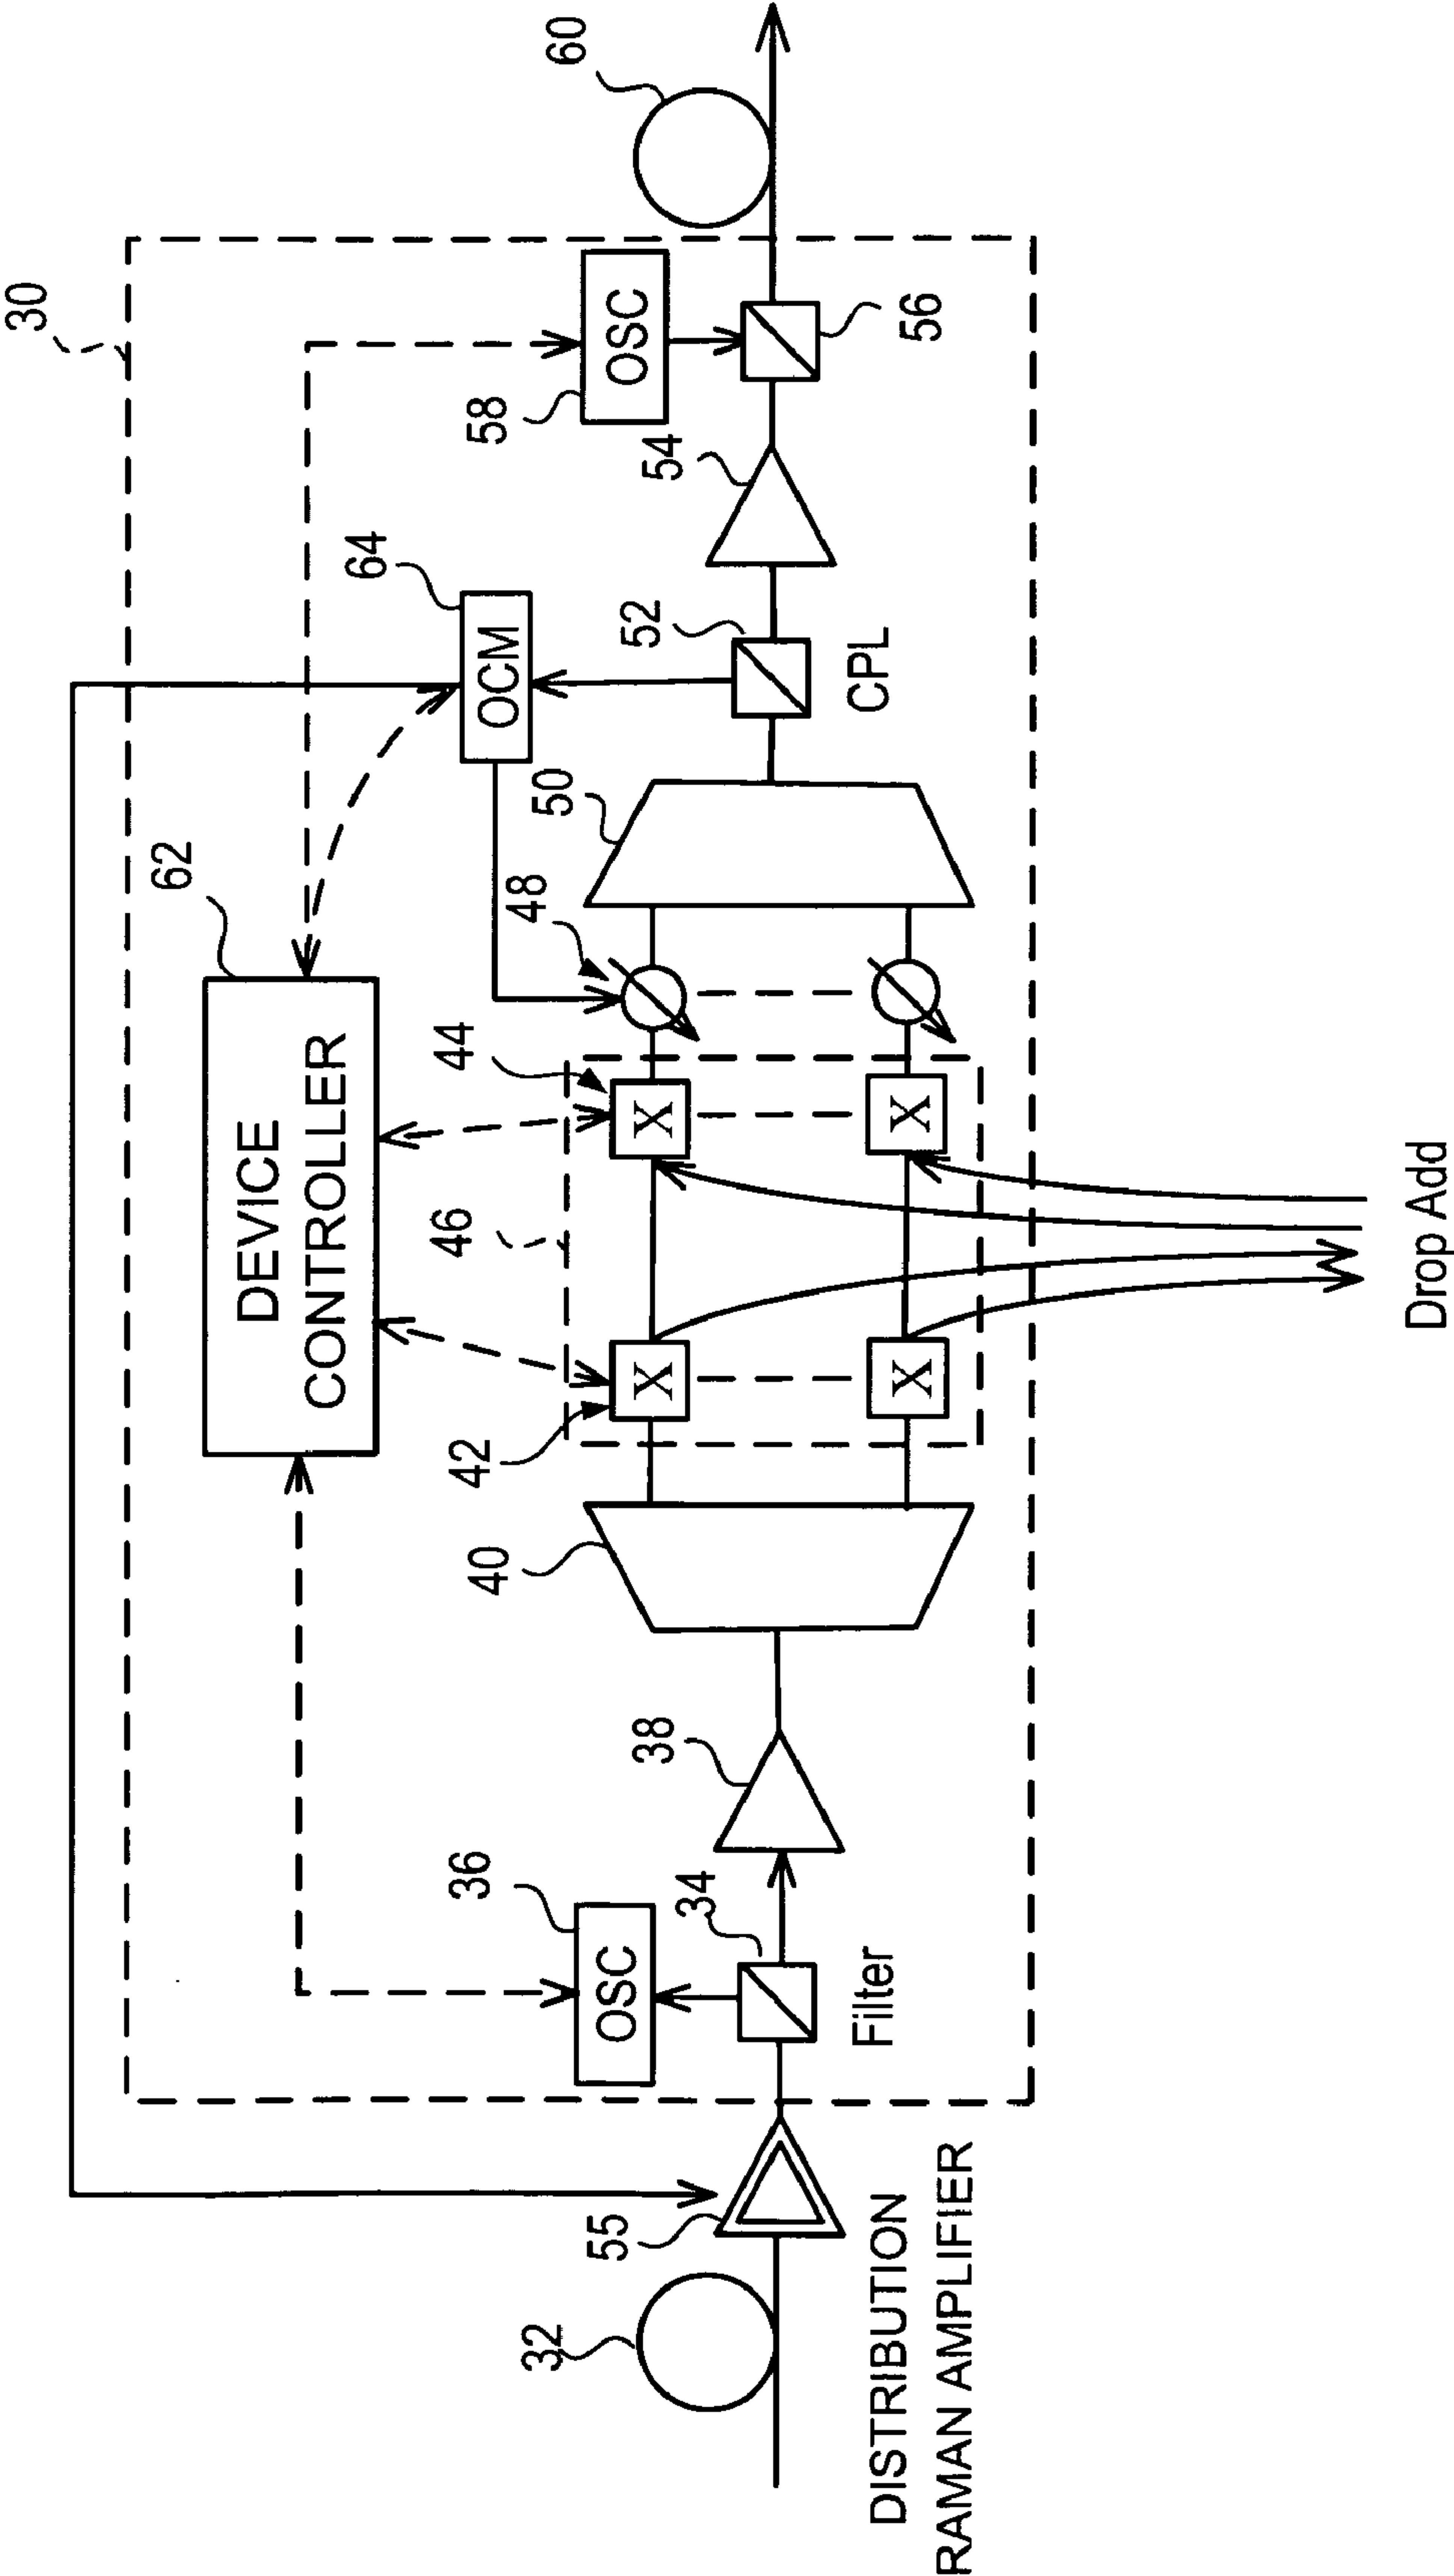 30
62
DEVICE
CONTROLLER
64
OCM
58
OSC
60
36
OSC
46
42
44
48
50
52
54
56
32
55
34
38
40
CPL
Filter
DISTRIBUTION
RAMAN AMPLIFIER
Drop Add
X
X
X
X